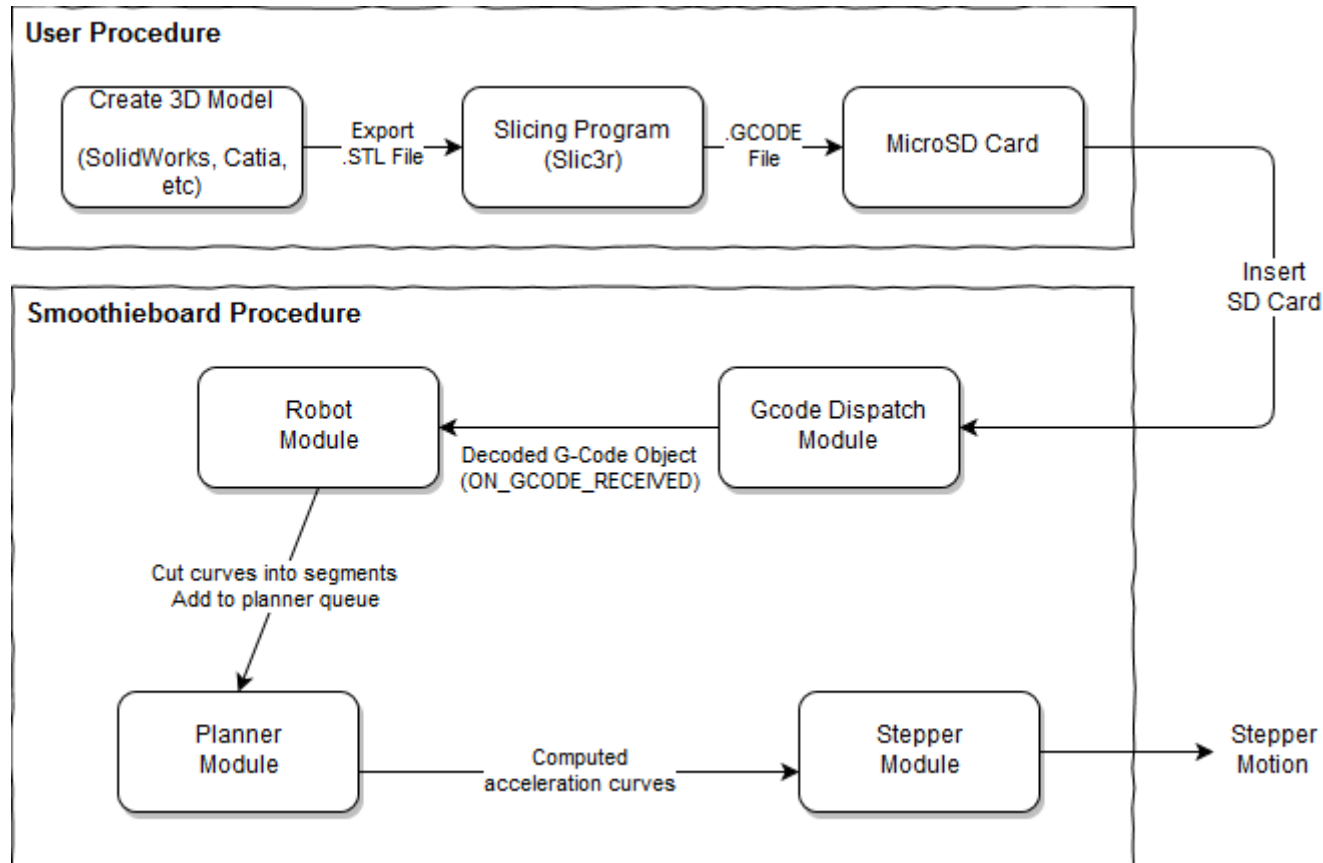 User Procedure
Create 3D Model
(SolidWorks, Catia,
etc)
Export
.STL File
Slicing Program
(Slic3r)
.GCODE
File
MicroSD Card
Insert
SD Card
Smoothieboard Procedure
Gcode Dispatch
Module
Decoded G-Code Object
(ON_GCODE_RECEIVED)
Robot
Module
Cut curves into segments
Add to planner queue
Planner
Module
Computed
acceleration curves
Stepper
Module
Stepper
Motion